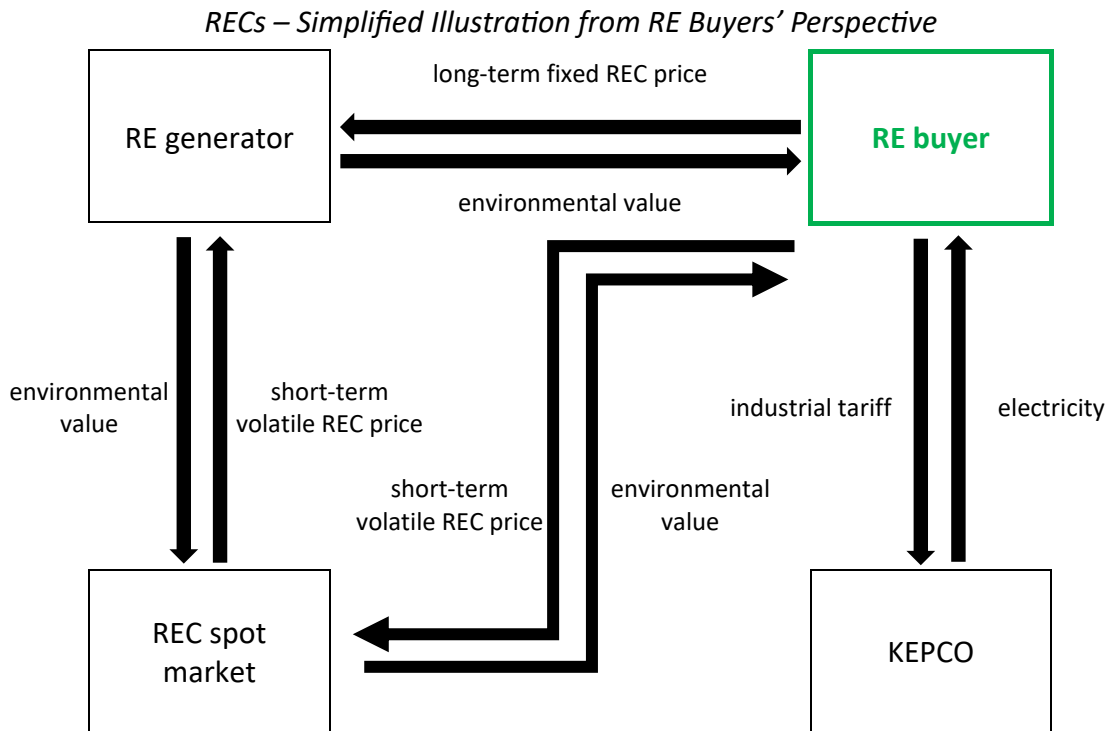 RECs – Simplified Illustration from RE Buyers’ Perspective
long-term fixed REC price
RE generator
RE buyer
environmental value
environmental
value
short-term
volatile REC price
industrial tariff
electricity
short-term
volatile REC price
environmental
value
REC spot
market
KEPCO